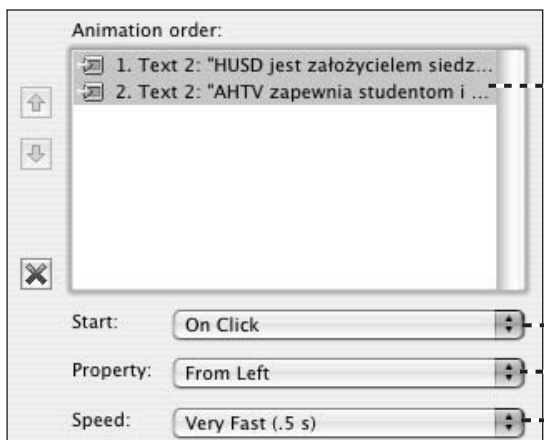 Animation order:
1. Text 2: "HUSD jest założycielem siedz...
2. Text 2: "AHTV zapewnia studentom i ...
Start: On Click
Property: From Left
Speed: Very Fast (.5 s)